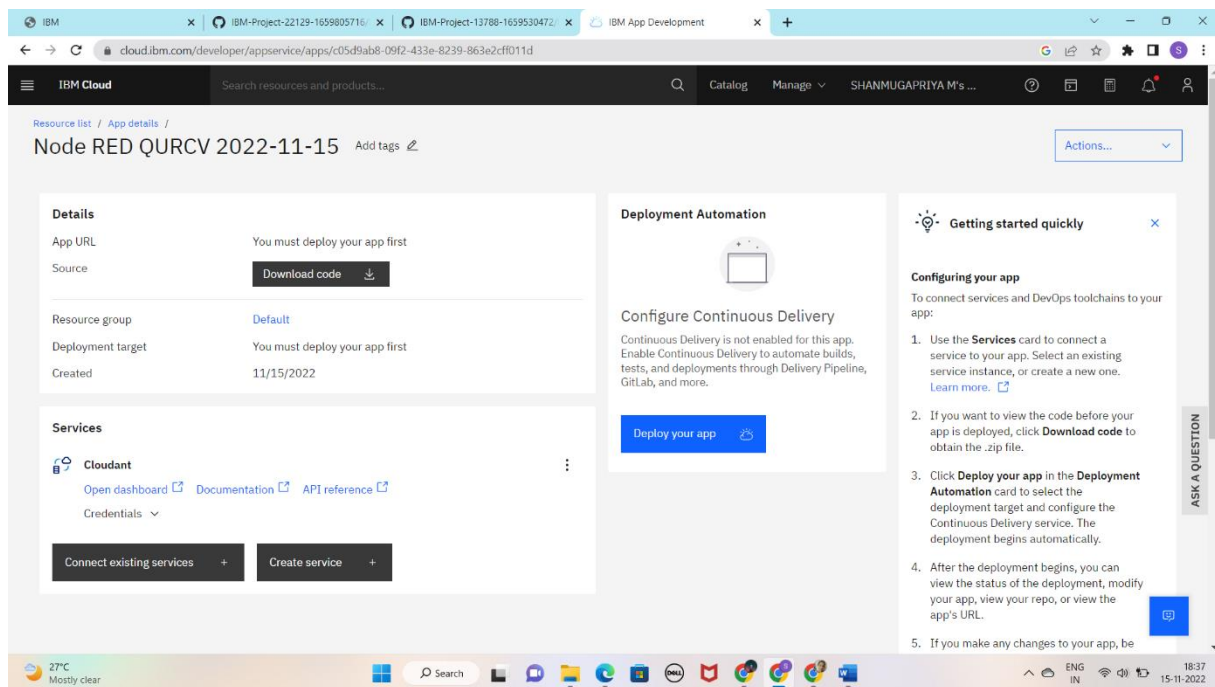 IBM
IBM-Project-22129-1659805716/
IBM-Project-13788-1659530472/
IBM App Development
cloud.ibm.com/developer/appservice/apps/c05d9ab8-09f2-433e-8239-863e2cff011d
IBM Cloud
Search resources and products...
Catalog
Manage
SHANMUGAPRIYA M's ...
Resource list / App details /
Node RED QURCV 2022-11-15
Add tags
Actions...
Details
App URL You must deploy your app first
Source Download code
Resource group Default
Deployment target You must deploy your app first
Created 11/15/2022
Services
Cloudant
Open dashboard Documentation API reference
Credentials
Connect existing services +
Create service +
Deployment Automation
Configure Continuous Delivery
Continuous Delivery is not enabled for this app.
Enable Continuous Delivery to automate builds,
tests, and deployments through Delivery Pipeline,
GitLab, and more.
Deploy your app
Getting started quickly
Configuring your app
To connect services and DevOps toolchains to your
app:
1. Use the Services card to connect a
service to your app. Select an existing
service instance, or create a new one.
Learn more.
2. If you want to view the code before your
app is deployed, click Download code to
obtain the .zip file.
3. Click Deploy your app in the Deployment
Automation card to select the
deployment target and configure the
Continuous Delivery service. The
deployment begins automatically.
4. After the deployment begins, you can
view the status of the deployment, modify
your app, view your repo, or view the
app's URL.
5. If you make any changes to your app, be
ASK A QUESTION
27°C
Mostly clear
Search
DELL
ENG
IN
18:37
15-11-2022